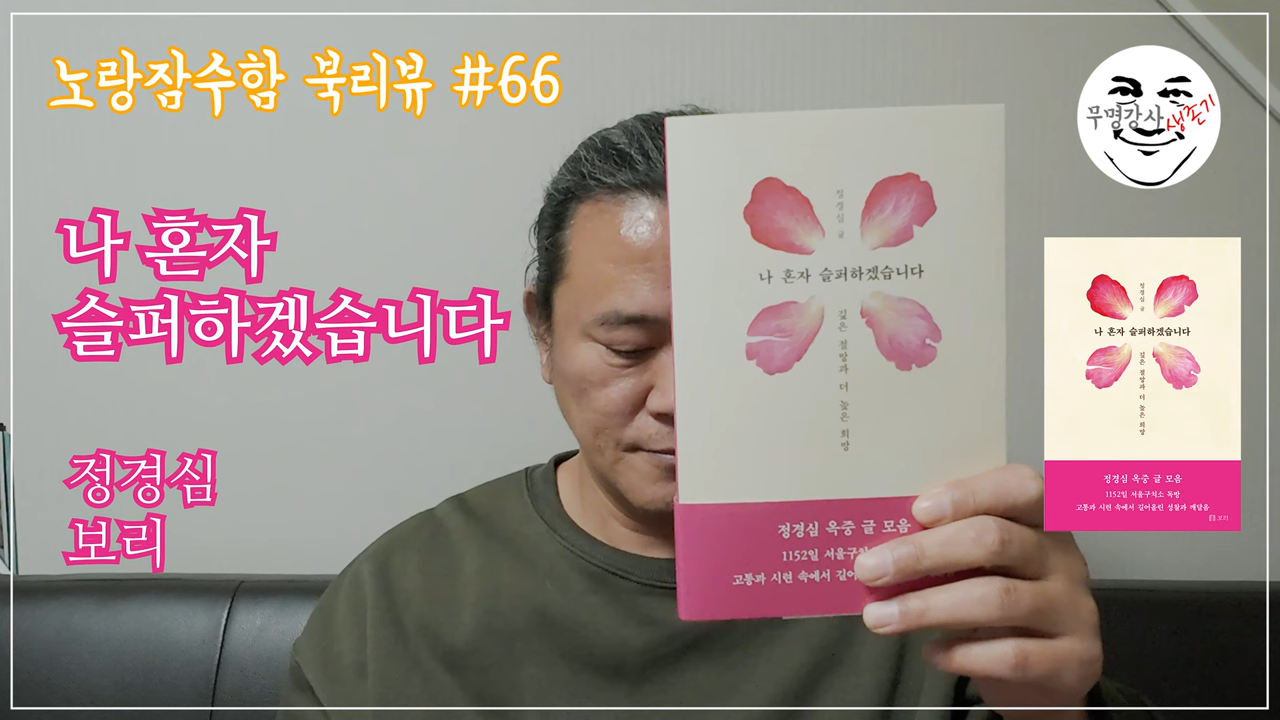 노랑잠수함 북리뷰 #66
무명강사 생존기
나 혼자
슬퍼하겠습니다
정경심
보리
정경심 글
나 혼자 슬퍼하겠습니다
깊은 절망과 더 높은 희망
정경심 옥중 글 모음
1152일 서울구치
고통과 시련 속에서 길어
정경심 글
나 혼자 슬퍼하겠습니다
깊은 절망과 더 높은 희망
정경심 옥중 글 모음
1152일 서울구치소 독방
고통과 시련 속에서 길어올린 성찰과 깨달음
보리